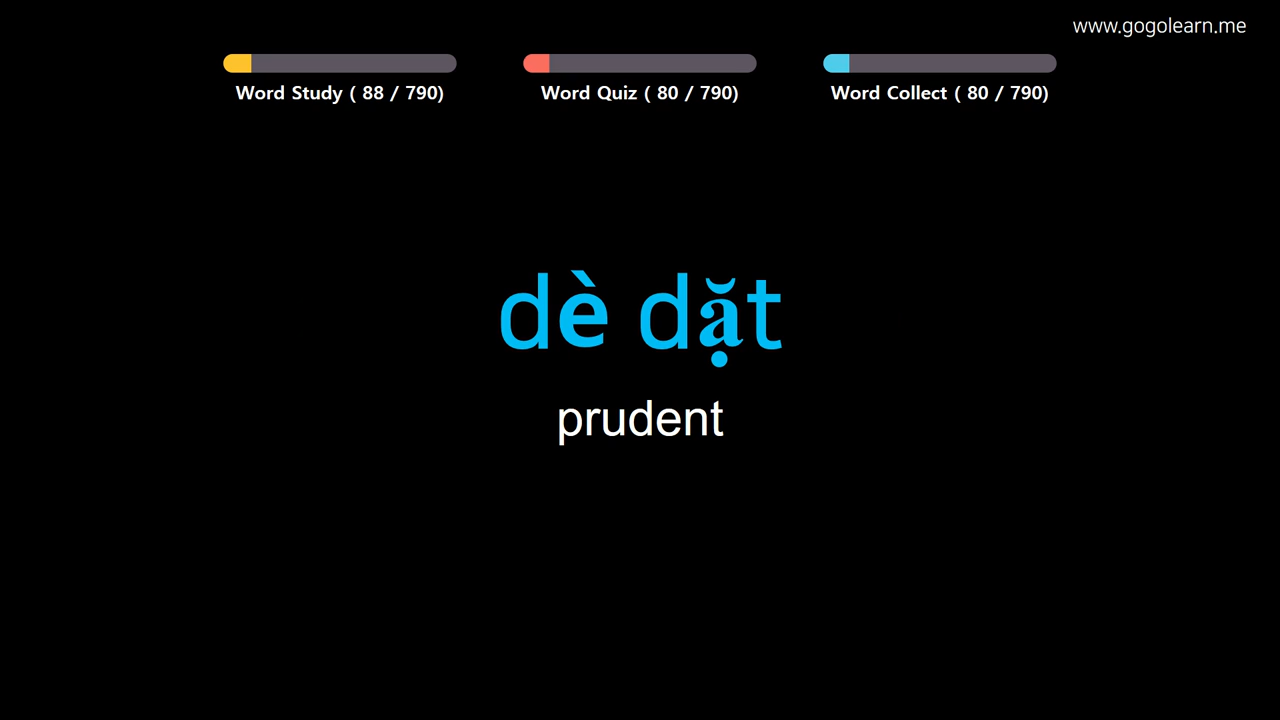 www.gogolearn.me
Word Study ( 88 / 790)
Word Quiz ( 80 / 790)
Word Collect ( 80 / 790)
dè dặt
prudent